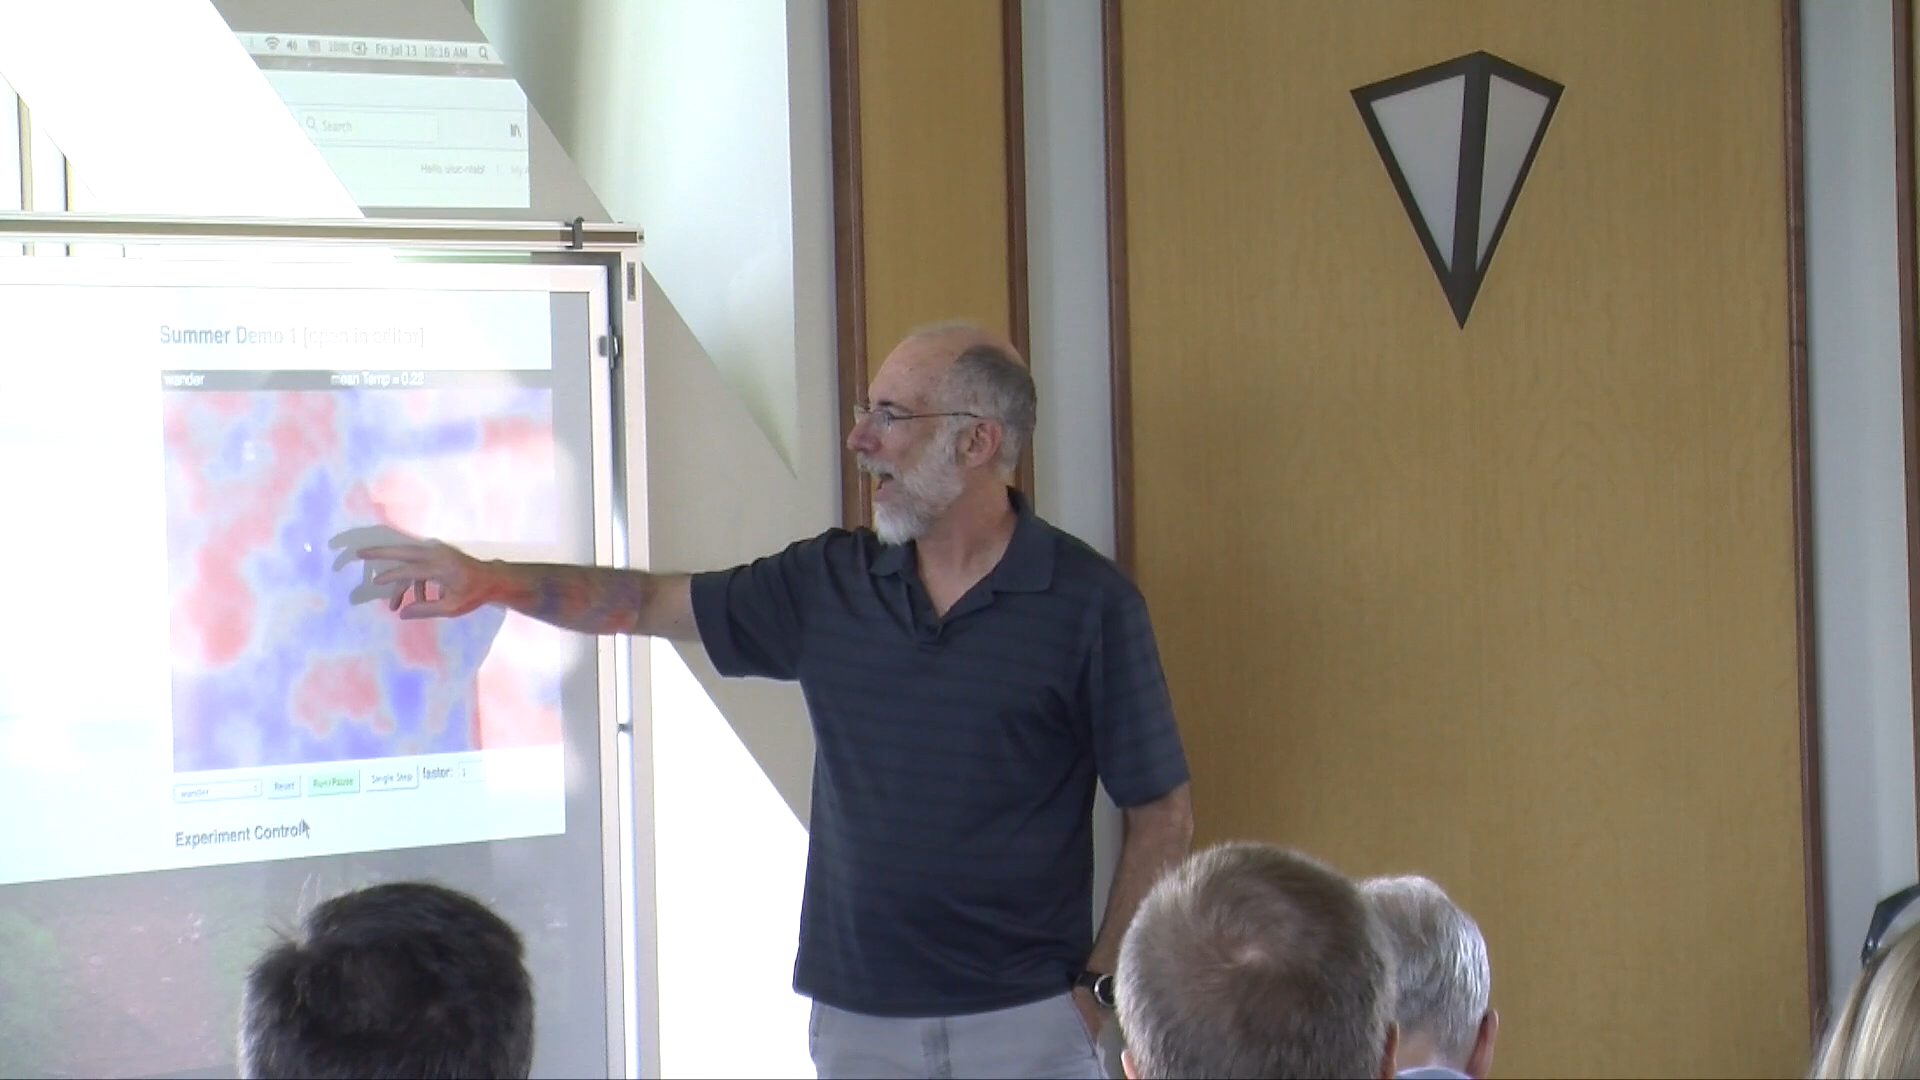 Fri Jul 13 10:16 AM
Search
Summer Demo 1 [open in editor]
wander mean Temp = 0.22
wander Reset Run/Pause Single Step faster: 1
Experiment Control